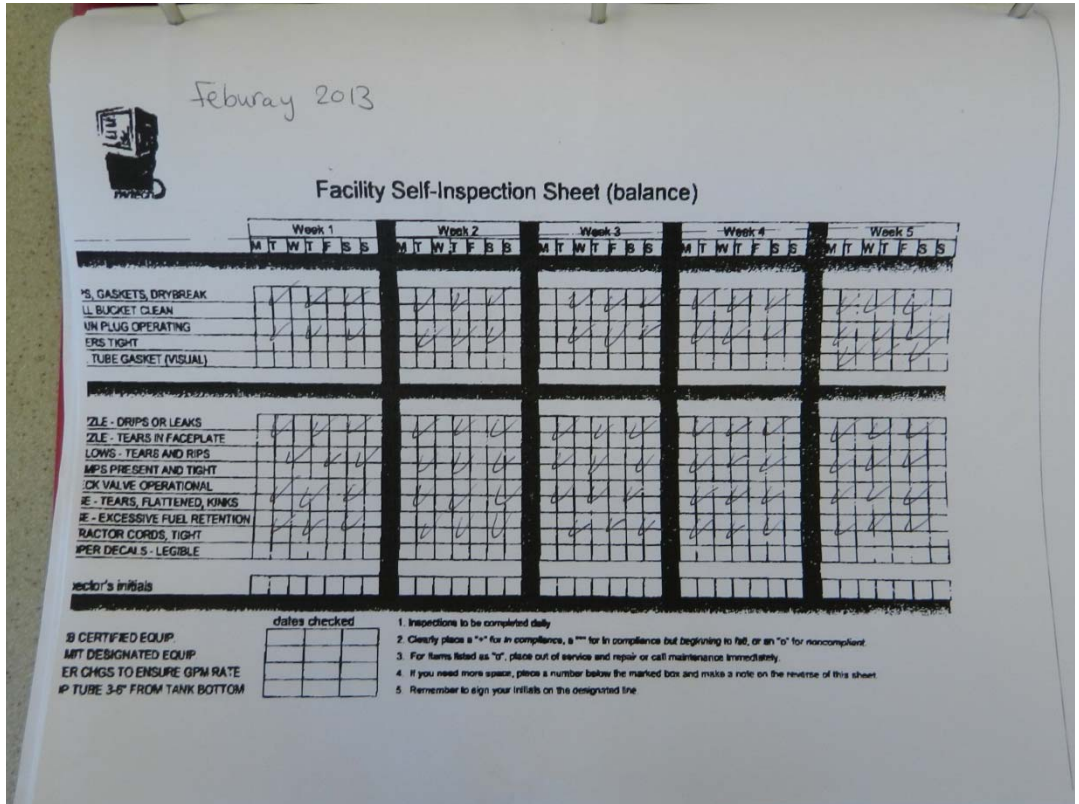 Feburay 2013
Facility Self-Inspection Sheet (balance)
Week 1 Week 2 Week 3 Week 4 Week 5
M T W T F S S M T W T F S S M T W T F S S M T W T F S S M T W T F S S
'S, GASKETS, DRYBREAK
LL BUCKET CLEAN
UN PLUG OPERATING
ERS TIGHT
TUBE GASKET (VISUAL)
ZLE - DRIPS OR LEAKS
ZLE - TEARS IN FACEPLATE
LOWS - TEARS AND RIPS
MPS PRESENT AND TIGHT
CK VALVE OPERATIONAL
SE - TEARS, FLATTENED, KINKS
SE - EXCESSIVE FUEL RETENTION
RACTOR CORDS, TIGHT
PER DECALS - LEGIBLE
pector's initials
dates checked
B CERTIFIED EQUIP.
MIT DESIGNATED EQUIP
ER CHGS TO ENSURE GPM RATE
P TUBE 3-6" FROM TANK BOTTOM
1. Inspections to be completed daily
2. Clearly place a "+" for in compliance, a "-" for in compliance but beginning to fail, or an "o" for noncompliant
3. For items listed as "o", place out of service and repair or call maintenance immediately.
4. If you need more space, place a number below the marked box and make a note on the reverse of this sheet
5. Remember to sign your initials on the designated line